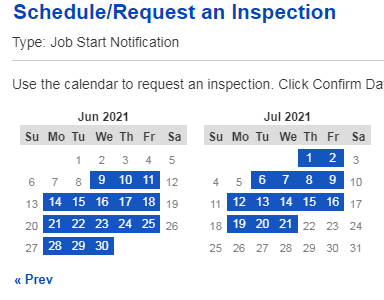 Schedule/Request an Inspection
Type: Job Start Notification
Use the calendar to request an inspection. Click Confirm Da
Jun 2021
Su Mo Tu We Th Fr Sa
1 2 3 4 5
6 7 8 9 10 11 12
13 14 15 16 17 18 19
20 21 22 23 24 25 26
27 28 29 30
Jul 2021
Su Mo Tu We Th Fr Sa
1 2 3
4 5 6 7 8 9 10
11 12 13 14 15 16 17
18 19 20 21 22 23 24
25 26 27 28 29 30 31
« Prev